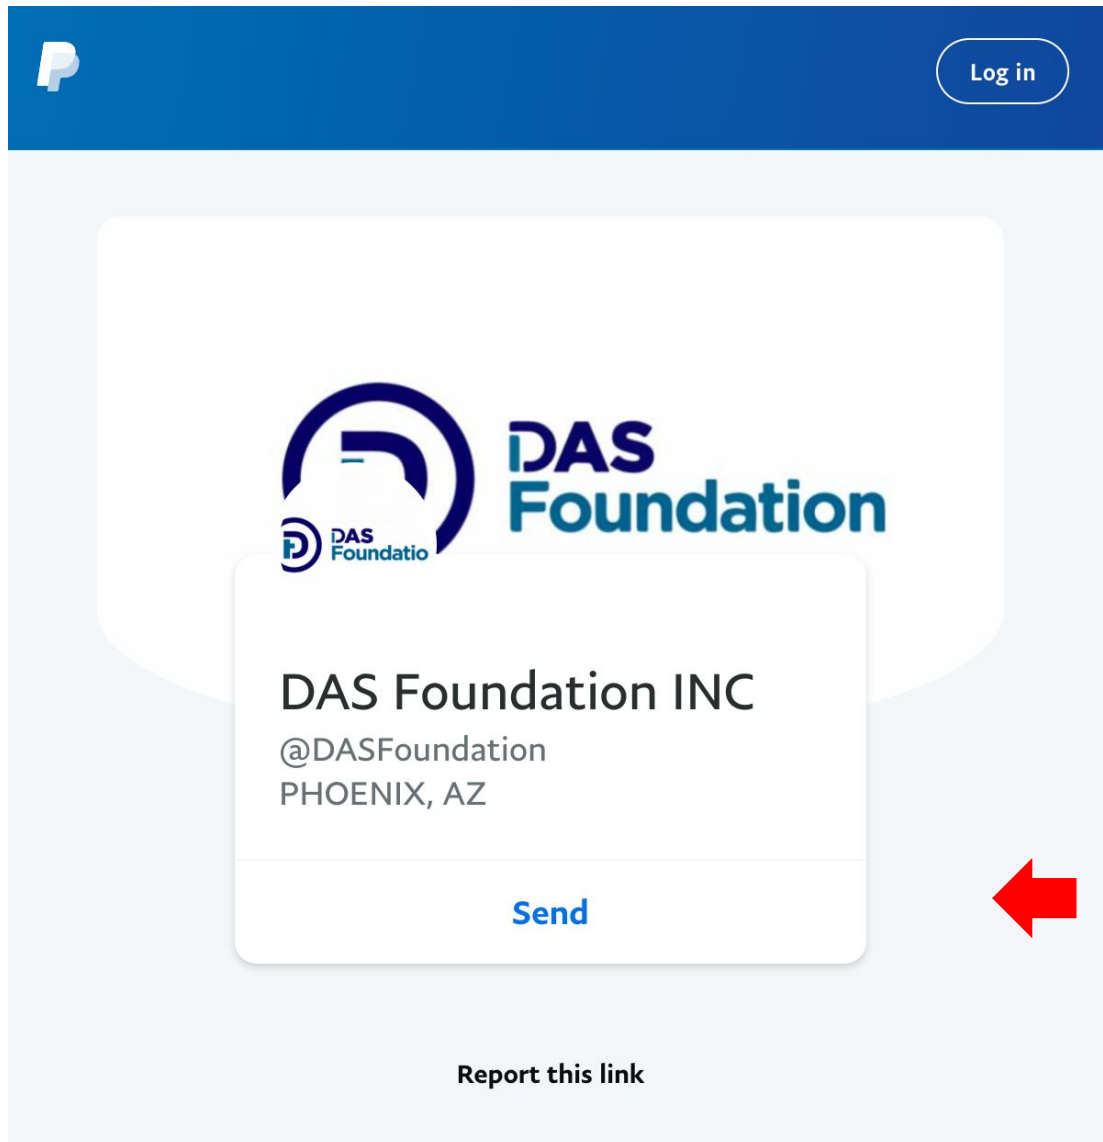 Log in
DAS
Foundation
DAS
Foundatio
DAS Foundation INC
@DASFoundation
PHOENIX, AZ
Send
Report this link